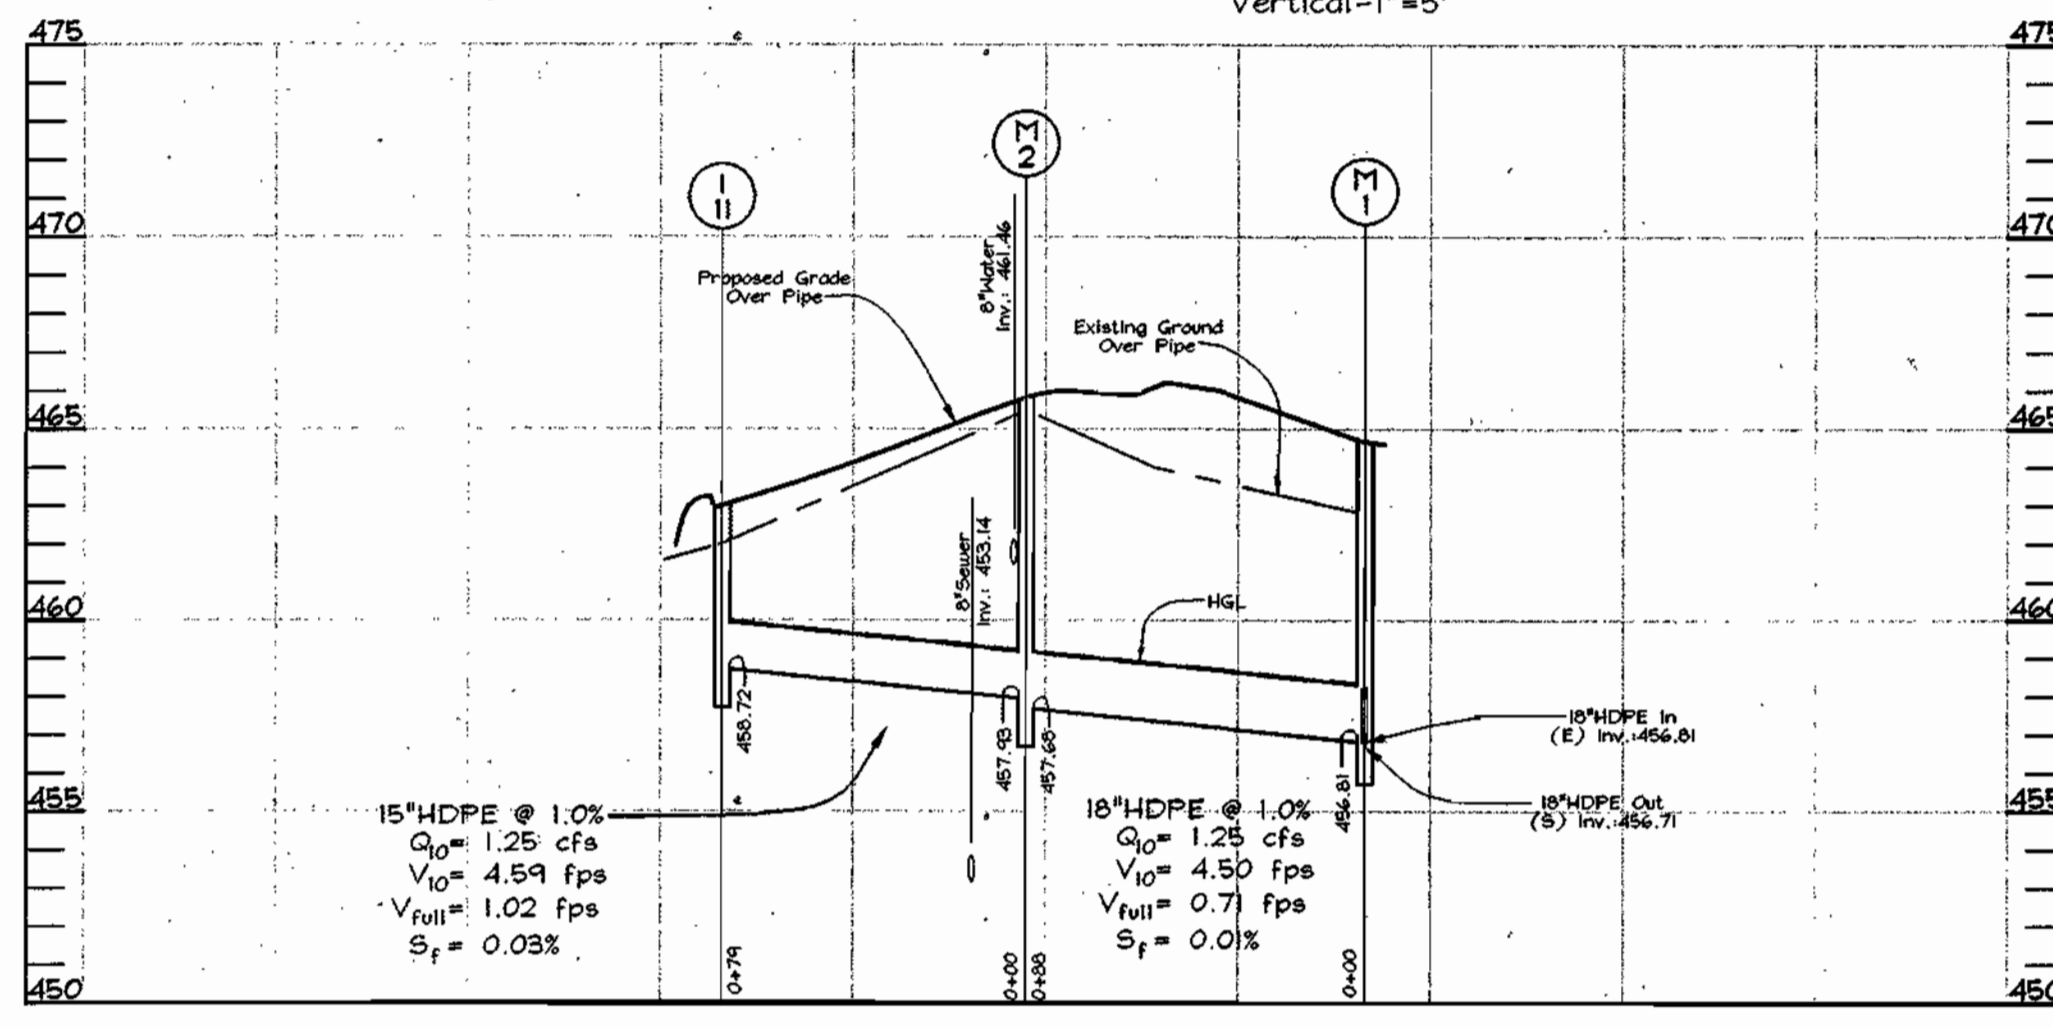 Vertical-1"=5'
475
475
M
2
I
11
M
1
470
470
8"Water
Inv.: 461.46
Proposed Grade
Over Pipe
Existing Ground
Over Pipe
465
465
8"Sewer
Inv.: 453.14
HGL
460
460
458.72
457.93
457.68
456.81
18"HDPE In
(E) Inv.:456.81
18"HDPE Out
(S) Inv.:456.71
455
455
15"HDPE @ 1.0%
Q10= 1.25 cfs
V10= 4.59 fps
Vfull= 1.02 fps
Sf = 0.03%
18"HDPE @ 1.0%
Q10= 1.25 cfs
V10= 4.50 fps
Vfull= 0.71 fps
Sf = 0.01%
0+79
0+00
0+88
0+00
450
450